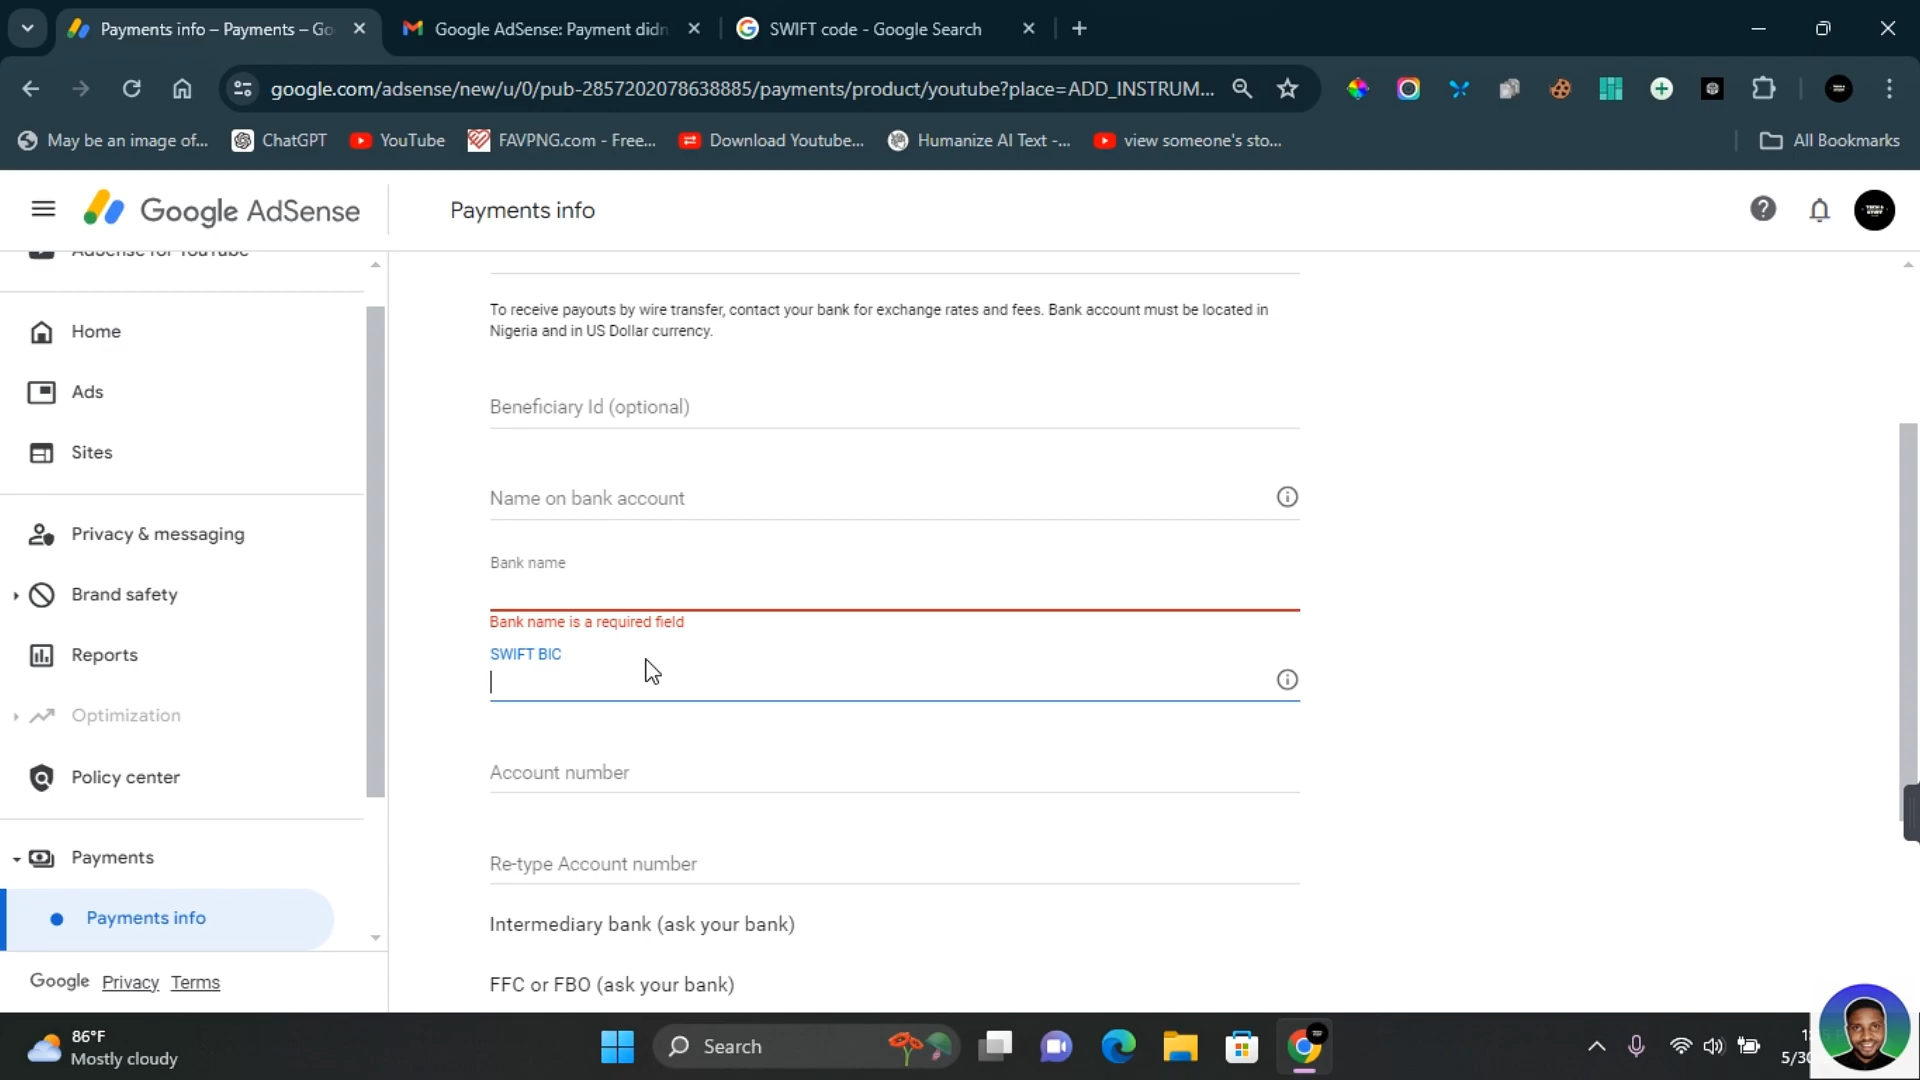 Payments info – Payments – Go
Google AdSense: Payment didn
SWIFT code - Google Search
google.com/adsense/new/u/0/pub-2857202078638885/payments/product/youtube?place=ADD_INSTRUM...
May be an image of...
ChatGPT
YouTube
FAVPNG.com - Free...
Download Youtube...
Humanize AI Text -...
view someone's sto...
All Bookmarks
Google AdSense
Payments info
AdSense for YouTube
Home
Ads
Sites
Privacy & messaging
Brand safety
Reports
Optimization
Policy center
Payments
Payments info
Google Privacy Terms
To receive payouts by wire transfer, contact your bank for exchange rates and fees. Bank account must be located in
Nigeria and in US Dollar currency.
Beneficiary Id (optional)
Name on bank account
Bank name
Bank name is a required field
SWIFT BIC
Account number
Re-type Account number
Intermediary bank (ask your bank)
FFC or FBO (ask your bank)
86°F
Mostly cloudy
Search
5/30